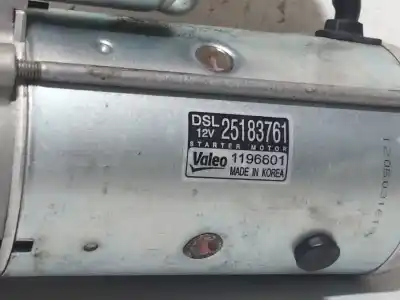 DSL 12V 25183761
STARTER MOTOR
Valeo 1196601
MADE IN KOREA